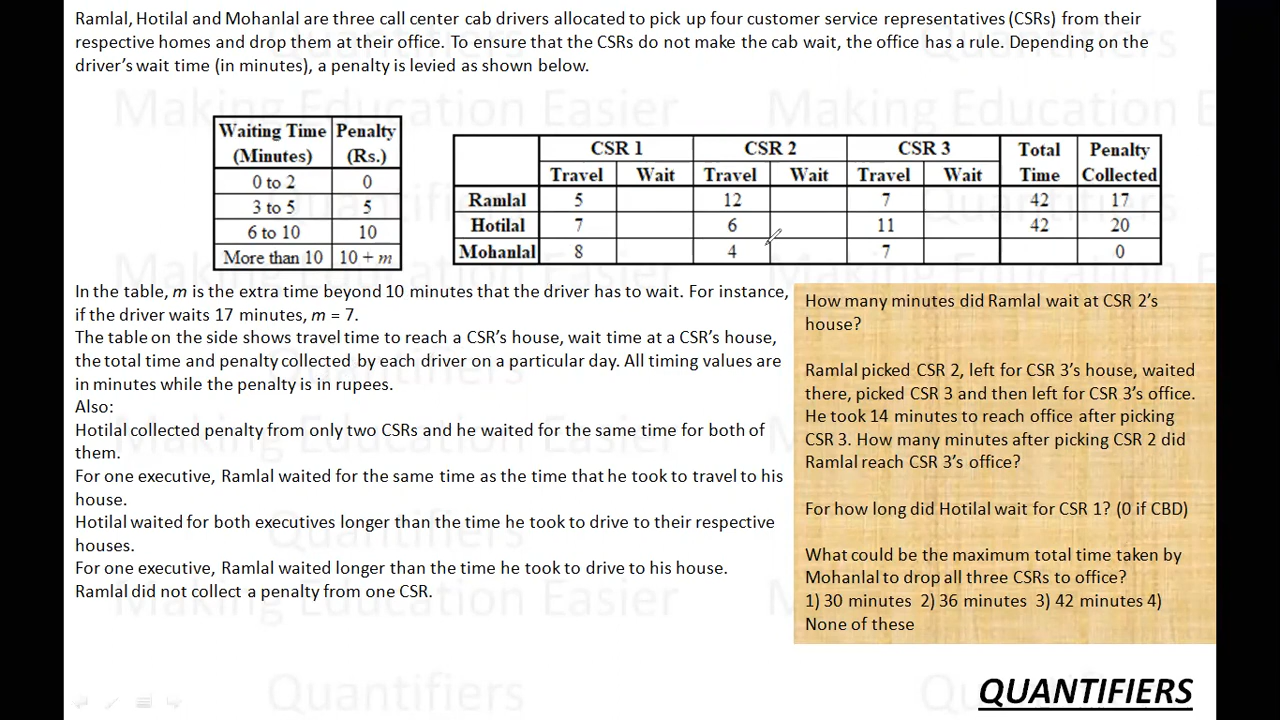 Ramlal, Hotilal and Mohanlal are three call center cab drivers allocated to pick up four customer service representatives (CSRs) from their
respective homes and drop them at their office. To ensure that the CSRs do not make the cab wait, the office has a rule. Depending on the
driver's wait time (in minutes), a penalty is levied as shown below.
Making Education Easier
Making Education E
Waiting Time (Minutes) Penalty (Rs.)
0 to 2 0
3 to 5 5
6 to 10 10
More than 10 10 + m
CSR 1 CSR 2 CSR 3 Total Time Penalty Collected
Travel Wait Travel Wait Travel Wait
Ramlal 5 12 7 42 17
Hotilal 7 6 11 42 20
Mohanlal 8 4 7 0
In the table, m is the extra time beyond 10 minutes that the driver has to wait. For instance,
if the driver waits 17 minutes, m = 7.
The table on the side shows travel time to reach a CSR's house, wait time at a CSR's house,
the total time and penalty collected by each driver on a particular day. All timing values are
in minutes while the penalty is in rupees.
Also:
Hotilal collected penalty from only two CSRs and he waited for the same time for both of
them.
For one executive, Ramlal waited for the same time as the time that he took to travel to his
house.
Hotilal waited for both executives longer than the time he took to drive to their respective
houses.
For one executive, Ramlal waited longer than the time he took to drive to his house.
Ramlal did not collect a penalty from one CSR.
How many minutes did Ramlal wait at CSR 2's
house?
Ramlal picked CSR 2, left for CSR 3's house, waited
there, picked CSR 3 and then left for CSR 3's office.
He took 14 minutes to reach office after picking
CSR 3. How many minutes after picking CSR 2 did
Ramlal reach CSR 3's office?
For how long did Hotilal wait for CSR 1? (0 if CBD)
What could be the maximum total time taken by
Mohanlal to drop all three CSRs to office?
1) 30 minutes 2) 36 minutes 3) 42 minutes 4)
None of these
Quantifiers
QUANTIFIERS